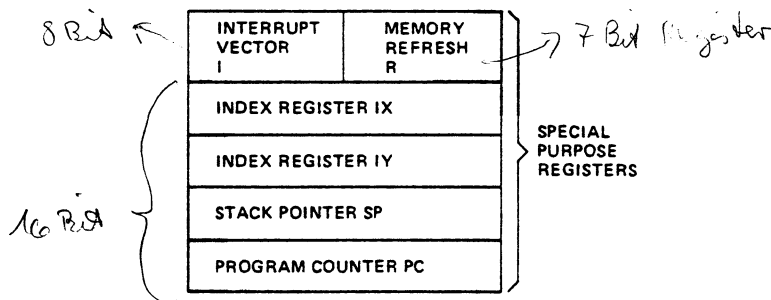 8 Bit
INTERRUPT
VECTOR
I
MEMORY
REFRESH
R
7 Bit Register
INDEX REGISTER IX
INDEX REGISTER IY
STACK POINTER SP
PROGRAM COUNTER PC
16 Bit
SPECIAL
PURPOSE
REGISTERS